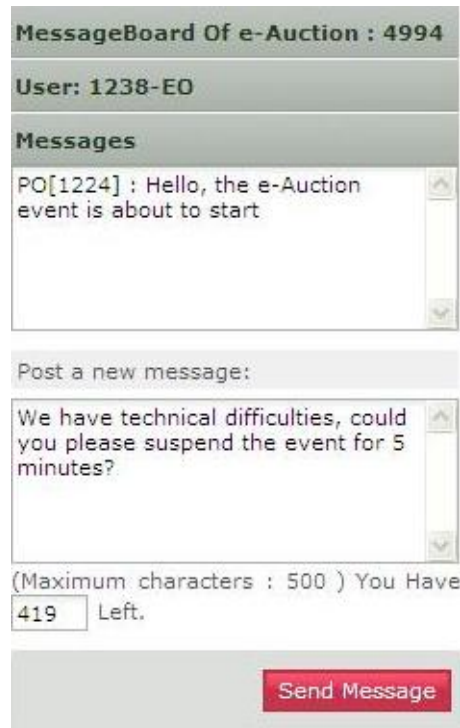 MessageBoard Of e-Auction : 4994
User: 1238-EO
Messages
PO[1224] : Hello, the e-Auction
event is about to start
Post a new message:
We have technical difficulties, could
you please suspend the event for 5
minutes?
(Maximum characters : 500 ) You Have
419 Left.
Send Message